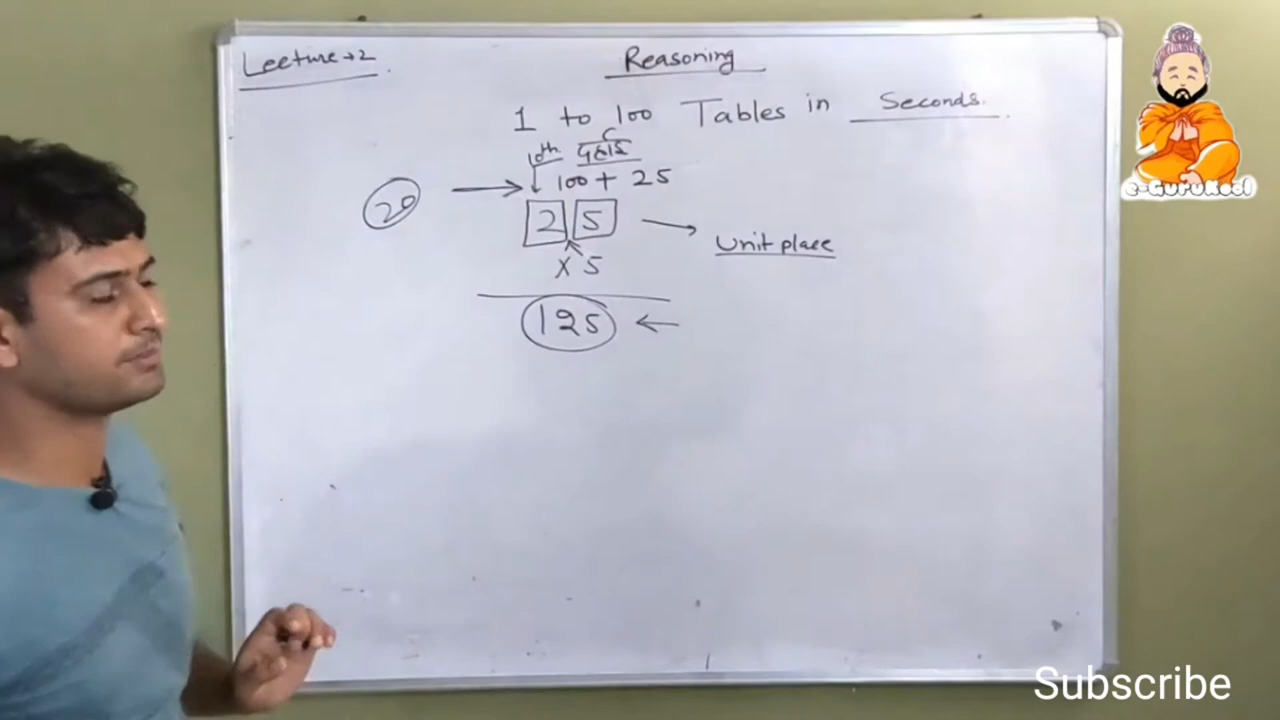 Lecture → 2
Reasoning
1 to 100 Tables in Seconds.
10th दहाई
100 + 25
20 → 2 5 → Unit place
x 5
125 ←
e-GuruKool
Subscribe